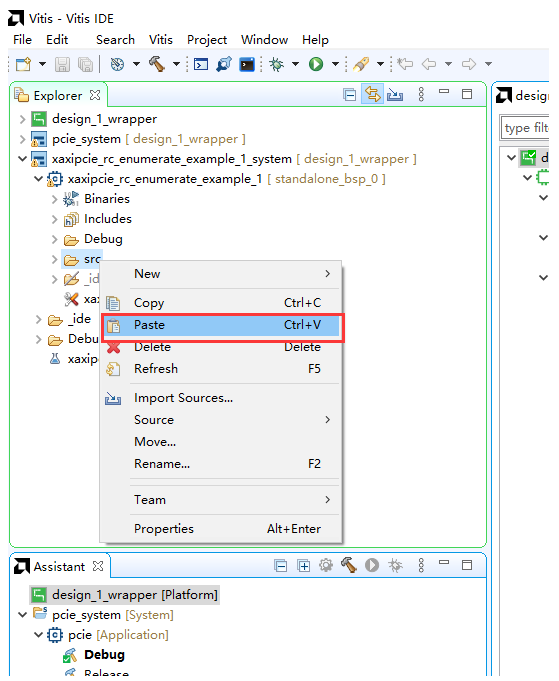 Vitis - Vitis IDE
File Edit Search Vitis Project Window Help
Explorer
design_1_wrapper
pcie_system [ design_1_wrapper ]
xaxipcie_rc_enumerate_example_1_system [ design_1_wrapper ]
xaxipcie_rc_enumerate_example_1 [ standalone_bsp_0 ]
Binaries
Includes
Debug
src
_id
xa
_ide
Debu
xaxip
New
Copy Ctrl+C
Paste Ctrl+V
Delete Delete
Refresh F5
Import Sources...
Source
Move...
Rename... F2
Team
Properties Alt+Enter
design
type filt
d
Assistant
design_1_wrapper [Platform]
pcie_system [System]
pcie [Application]
Debug
Release